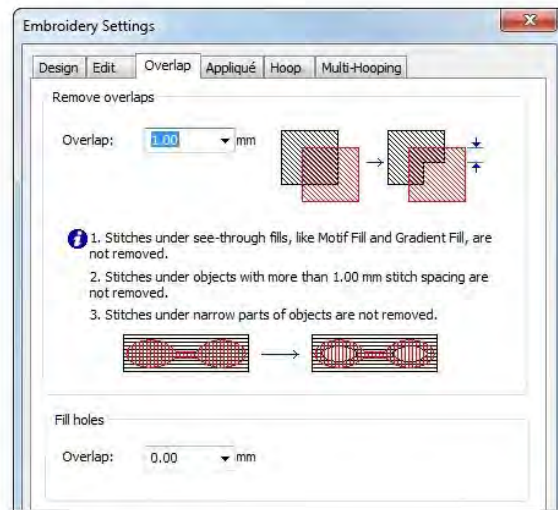 Embroidery Settings
Design Edit Overlap Appliqué Hoop Multi-Hooping
Remove overlaps
Overlap: 1.00 mm
1. Stitches under see-through fills, like Motif Fill and Gradient Fill, are
not removed.
2. Stitches under objects with more than 1.00 mm stitch spacing are
not removed.
3. Stitches under narrow parts of objects are not removed.
Fill holes
Overlap: 0.00 mm